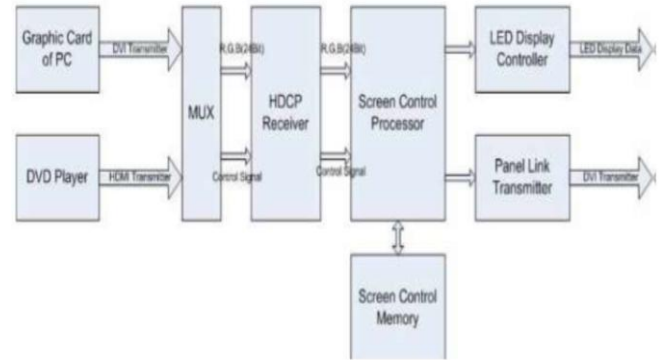 Graphic Card
of PC
DVI Transmitter
R,G,B(24Bit)
R,G,B(24Bit)
LED Display
Controller
LED Display Data
MUX
HDCP
Receiver
Screen Control
Processor
DVD Player
HDMI Transmitter
Control Signal
Control Signal
Panel Link
Transmitter
DVI Transmitter
Screen Control
Memory